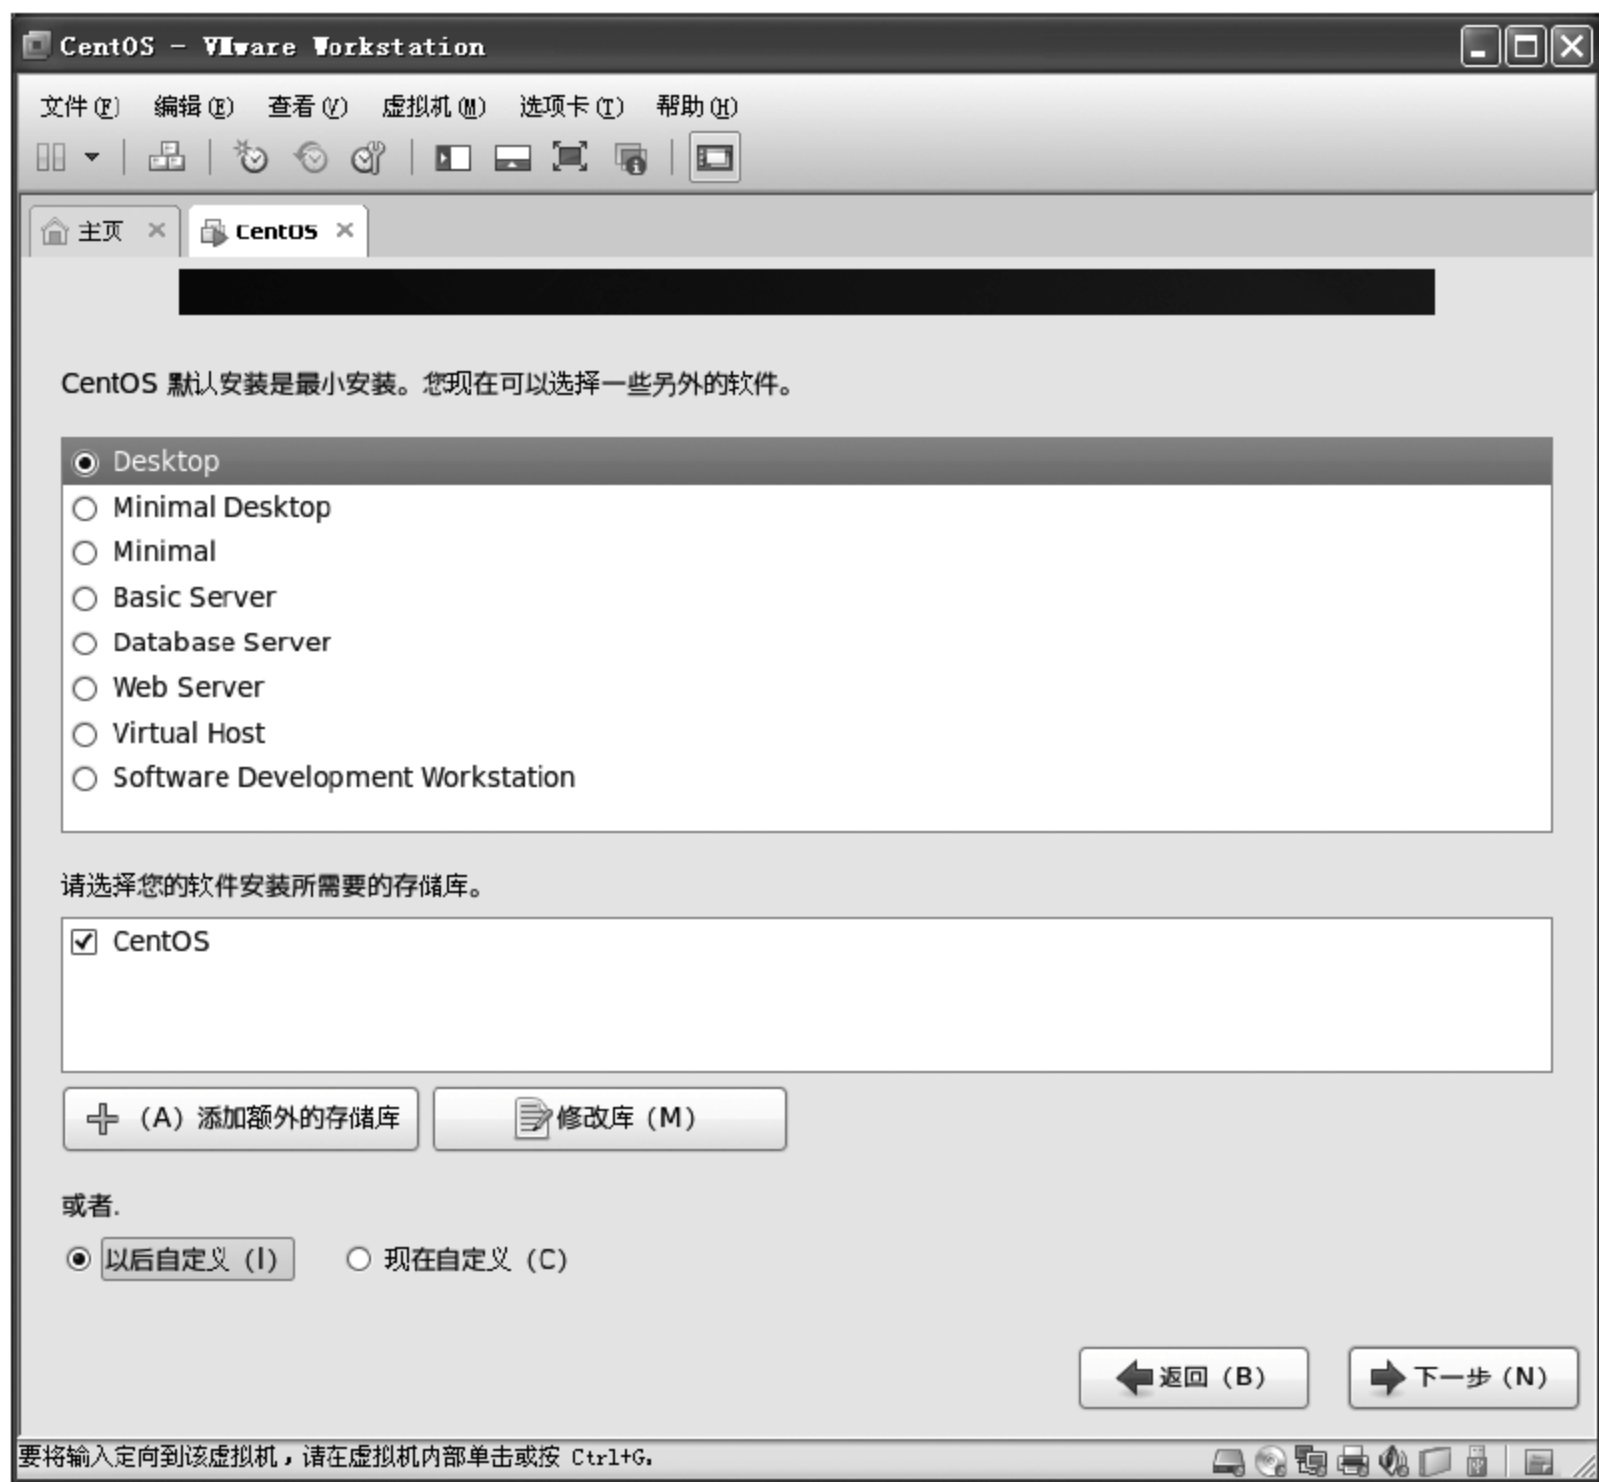 CentOS - VMware Workstation
文件(F) 编辑(E) 查看(V) 虚拟机(M) 选项卡(T) 帮助(H)
主页 CentOS
CentOS 默认安装是最小安装。您现在可以选择一些另外的软件。
Desktop
Minimal Desktop
Minimal
Basic Server
Database Server
Web Server
Virtual Host
Software Development Workstation
请选择您的软件安装所需要的存储库。
CentOS
(A) 添加额外的存储库 修改库 (M)
或者.
以后自定义 (l) 现在自定义 (C)
返回 (B) 下一步 (N)
要将输入定向到该虚拟机，请在虚拟机内部单击或按 Ctrl+G。